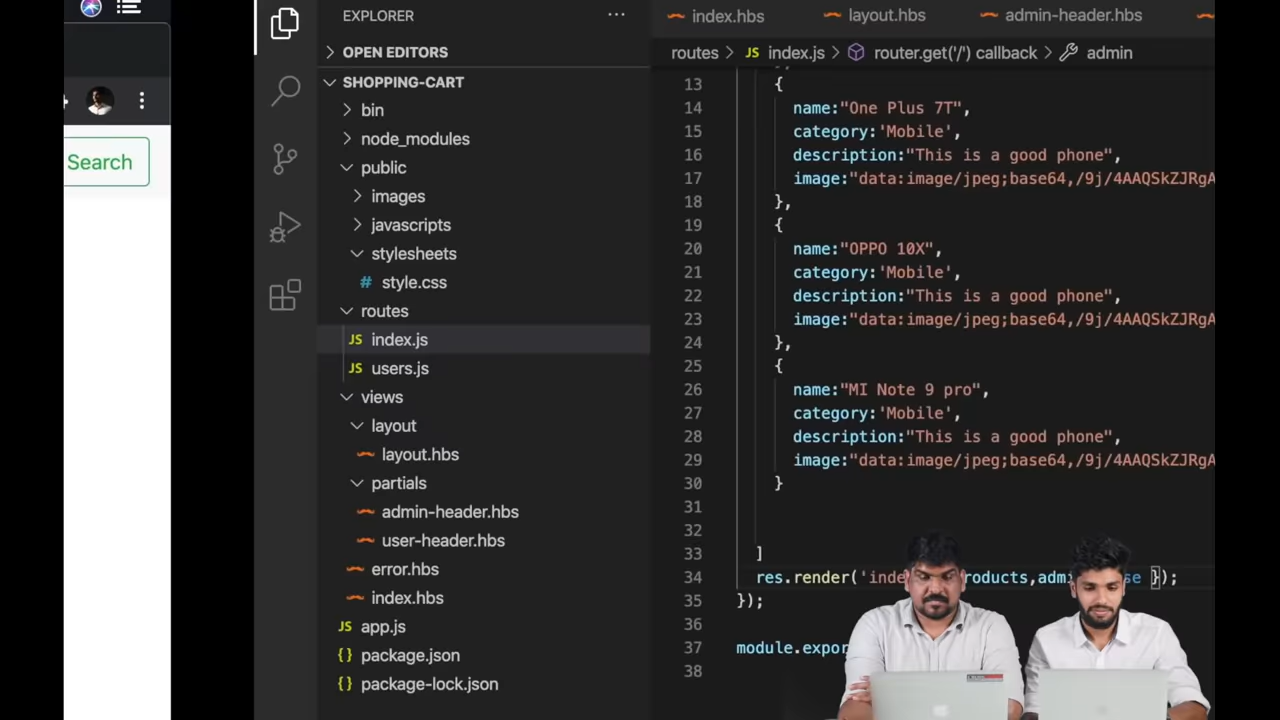 Search
EXPLORER
OPEN EDITORS
SHOPPING-CART
bin
node_modules
public
images
javascripts
stylesheets
# style.css
routes
JS index.js
JS users.js
views
layout
layout.hbs
partials
admin-header.hbs
user-header.hbs
error.hbs
index.hbs
JS app.js
{} package.json
{} package-lock.json
index.hbs layout.hbs admin-header.hbs
routes > JS index.js > router.get('/') callback > admin
13 {
14 name:"One Plus 7T",
15 category:'Mobile',
16 description:"This is a good phone",
17 image:"data:image/jpeg;base64,/9j/4AAQSkZJRgA
18 },
19 {
20 name:"OPPO 10X",
21 category:'Mobile',
22 description:"This is a good phone",
23 image:"data:image/jpeg;base64,/9j/4AAQSkZJRgA
24 },
25 {
26 name:"MI Note 9 pro",
27 category:'Mobile',
28 description:"This is a good phone",
29 image:"data:image/jpeg;base64,/9j/4AAQSkZJRgA
30 }
31
32
33 ]
34 res.render('inde roducts,admi se });
35 });
36
37 module.expor
38